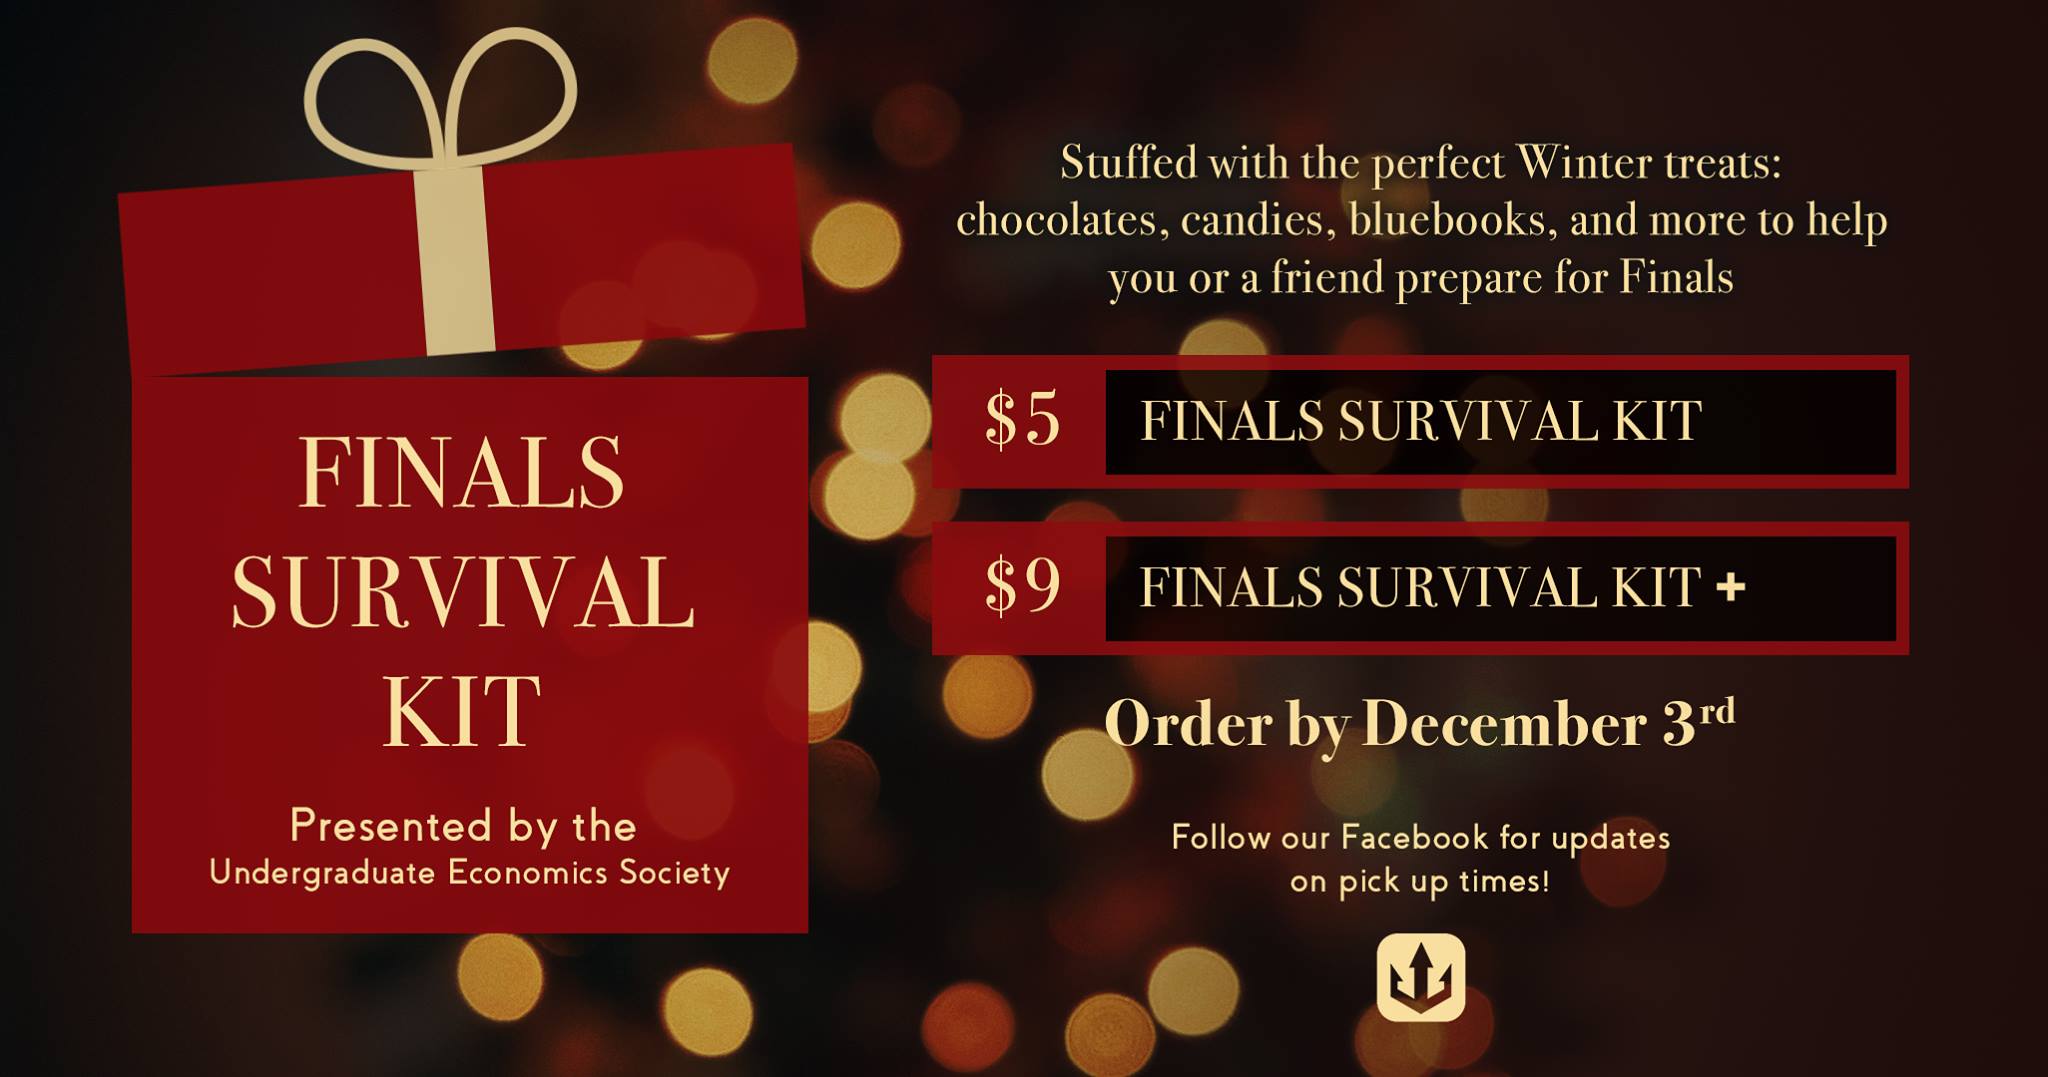 FINALS
SURVIVAL
KIT
Presented by the
Undergraduate Economics Society
Stuffed with the perfect Winter treats:
chocolates, candies, bluebooks, and more to help
you or a friend prepare for Finals
$5 FINALS SURVIVAL KIT
$9 FINALS SURVIVAL KIT +
Order by December 3rd
Follow our Facebook for updates
on pick up times!